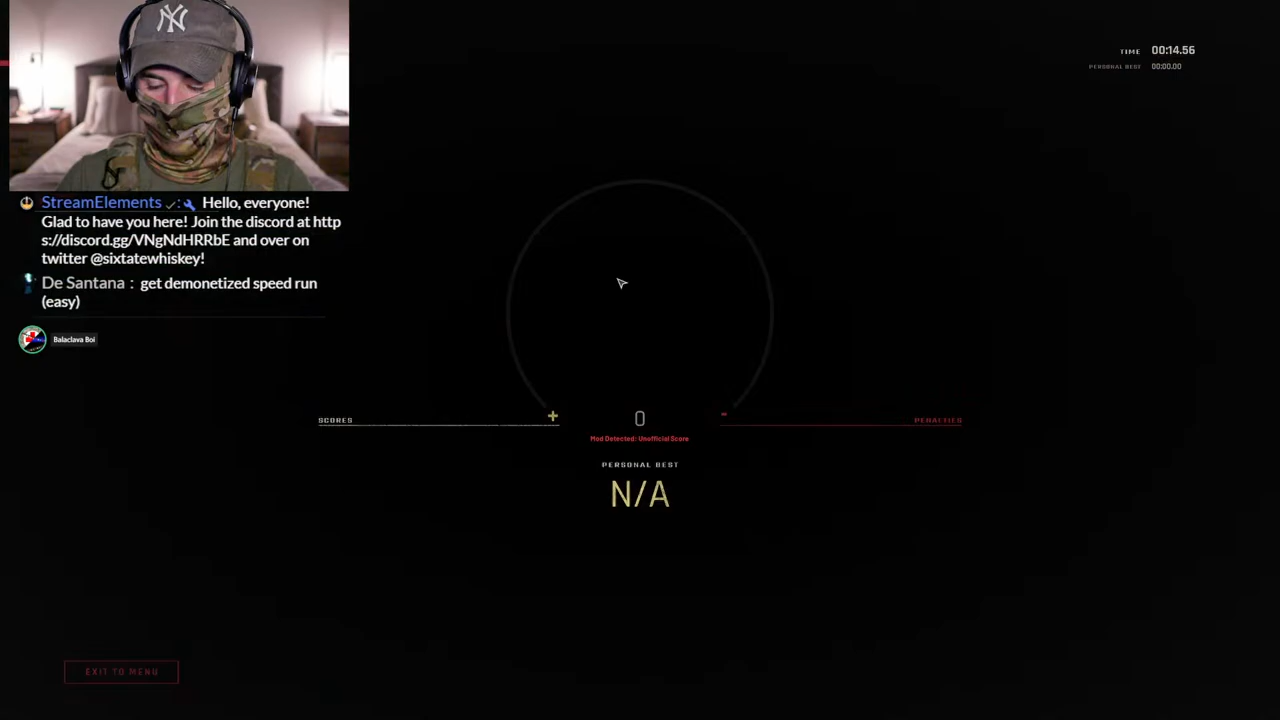 NY
TIME 00:14.56
PERSONAL BEST 00:00.00
StreamElements ✓: Hello, everyone!
Glad to have you here! Join the discord at http
s://discord.gg/VNgNdHRRbE and over on
twitter @sixtatewhiskey!
De Santana : get demonetized speed run
(easy)
Balaclava Boi
SCORES + 0 - PENALTIES
Mod Detected: Unofficial Score
PERSONAL BEST
N/A
EXIT TO MENU